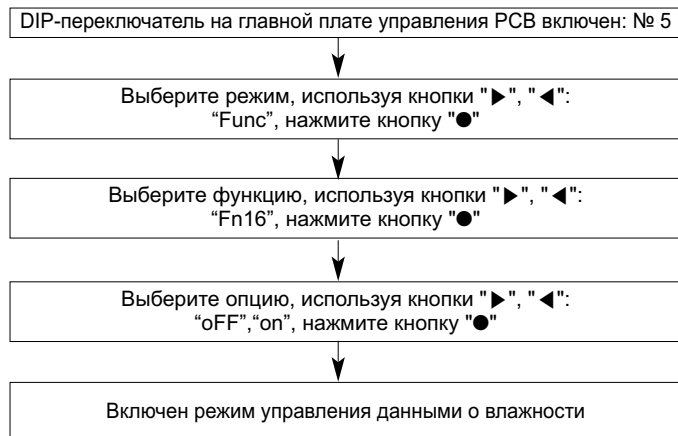 DIP-переключатель на главной плате управления PCB включен: № 5
Выберите режим, используя кнопки "▶", "◀":
“Func”, нажмите кнопку "●"
Выберите функцию, используя кнопки "▶", "◀":
“Fn16”, нажмите кнопку "●"
Выберите опцию, используя кнопки "▶", "◀":
“oFF”,“on”, нажмите кнопку "●"
Включен режим управления данными о влажности